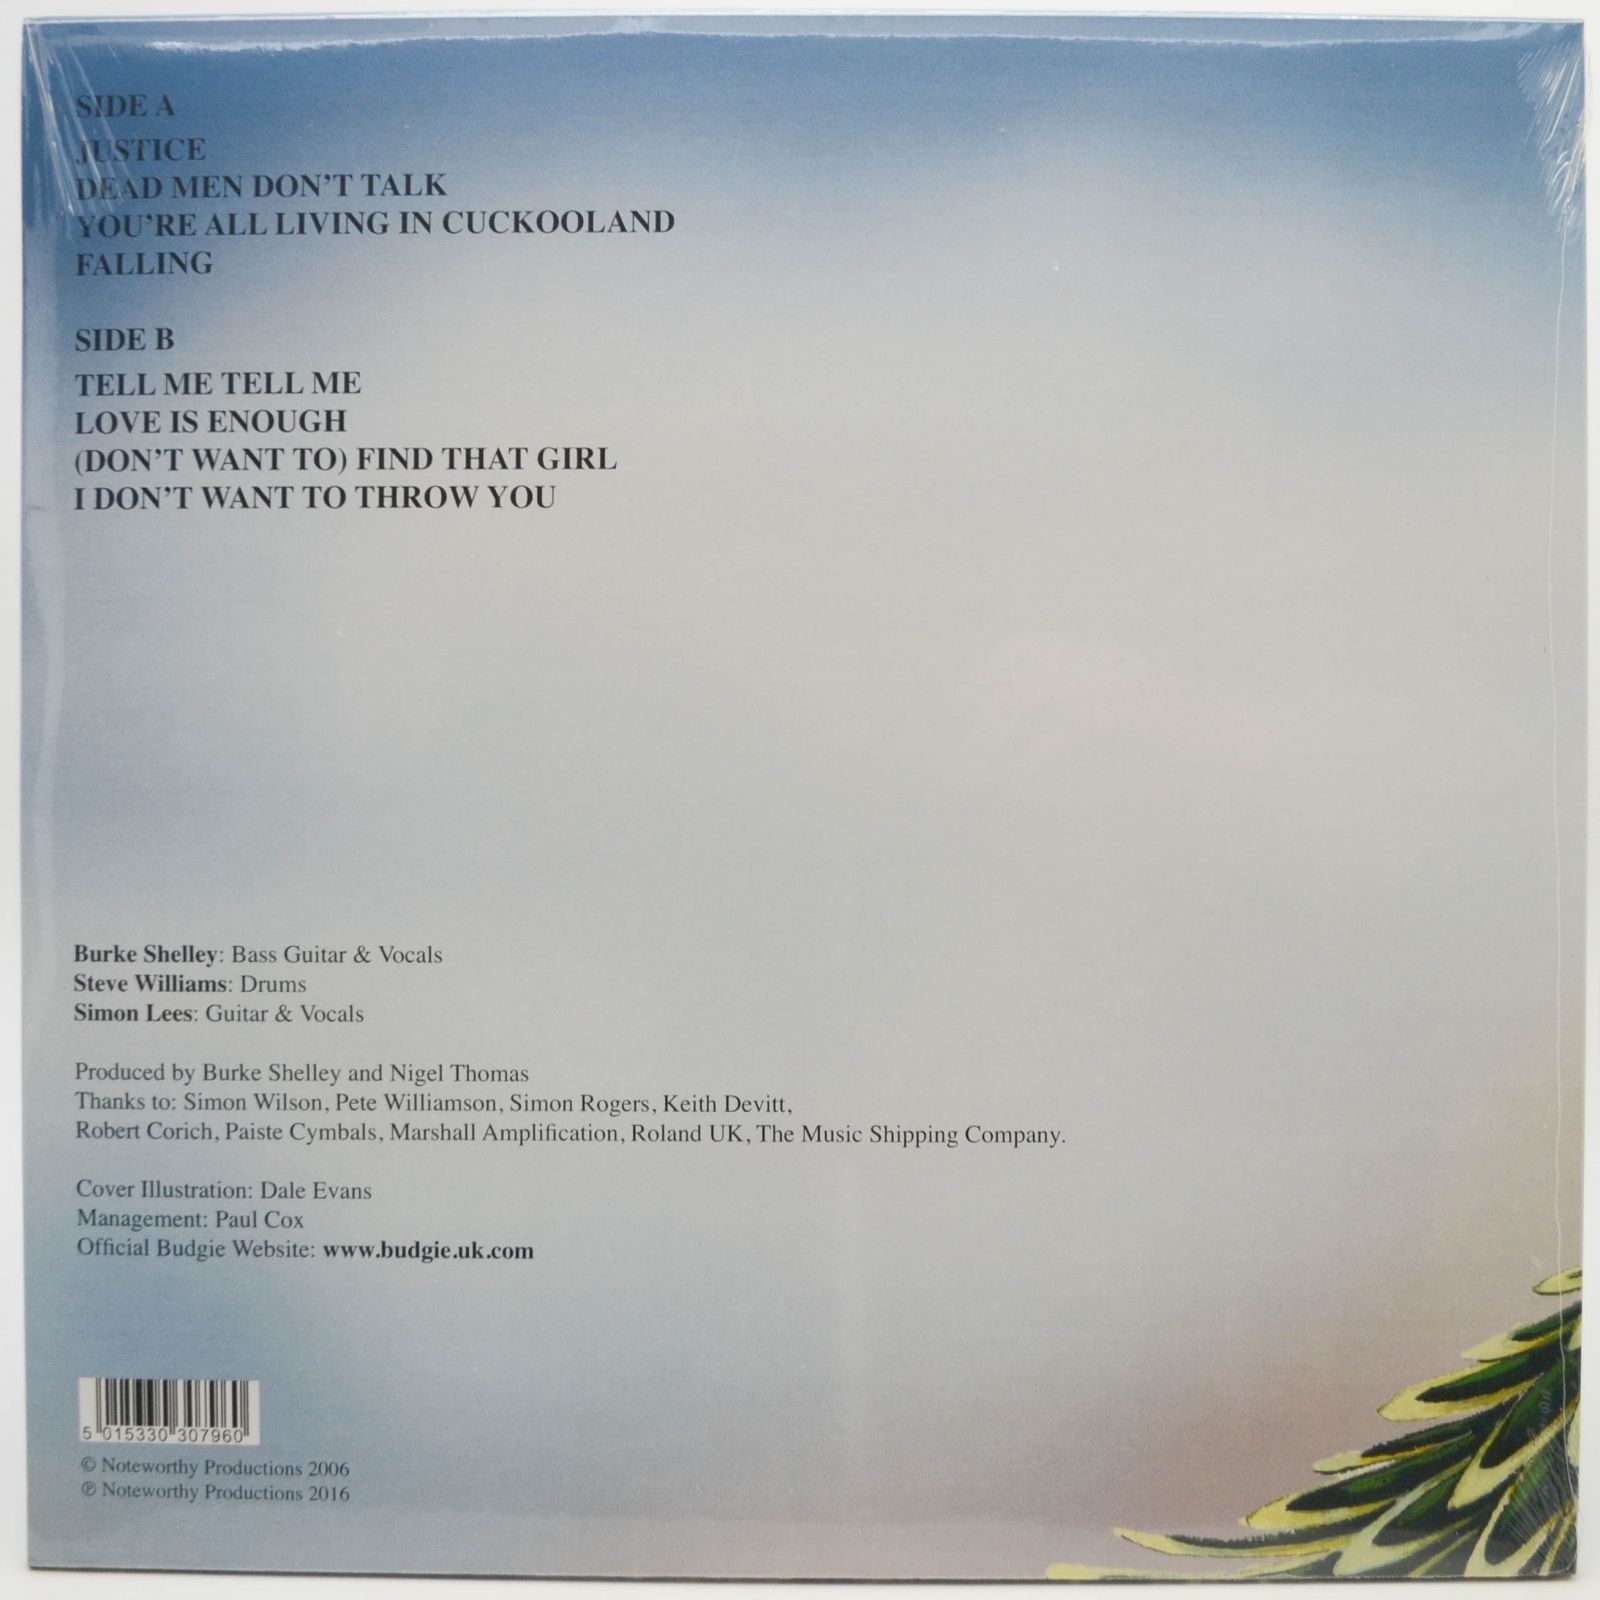 SIDE A
JUSTICE
DEAD MEN DON'T TALK
YOU'RE ALL LIVING IN CUCKOOLAND
FALLING
SIDE B
TELL ME TELL ME
LOVE IS ENOUGH
(DON'T WANT TO) FIND THAT GIRL
I DON'T WANT TO THROW YOU
Burke Shelley: Bass Guitar & Vocals
Steve Williams: Drums
Simon Lees: Guitar & Vocals
Produced by Burke Shelley and Nigel Thomas
Thanks to: Simon Wilson, Pete Williamson, Simon Rogers, Keith Devitt,
Robert Corich, Paiste Cymbals, Marshall Amplification, Roland UK, The Music Shipping Company.
Cover Illustration: Dale Evans
Management: Paul Cox
Official Budgie Website: www.budgie.uk.com
5 015330 307960
© Noteworthy Productions 2006
℗ Noteworthy Productions 2016